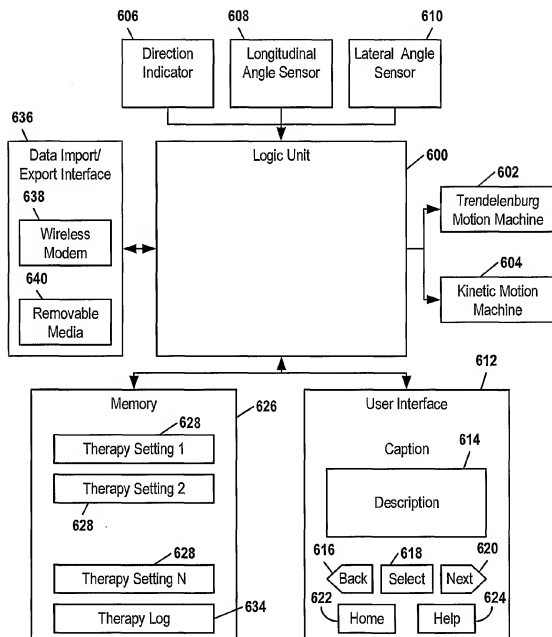 606
608
610
Direction
Indicator
Longitudinal
Angle Sensor
Lateral Angle
Sensor
636
Data Import/
Export Interface
638
Wireless
Modem
640
Removable
Media
Logic Unit
600
602
Trendelenburg
Motion Machine
604
Kinetic Motion
Machine
626
Memory
628
Therapy Setting 1
Therapy Setting 2
628
628
Therapy Setting N
Therapy Log
634
612
User Interface
Caption
614
Description
616
618
620
Back
Select
Next
622
624
Home
Help